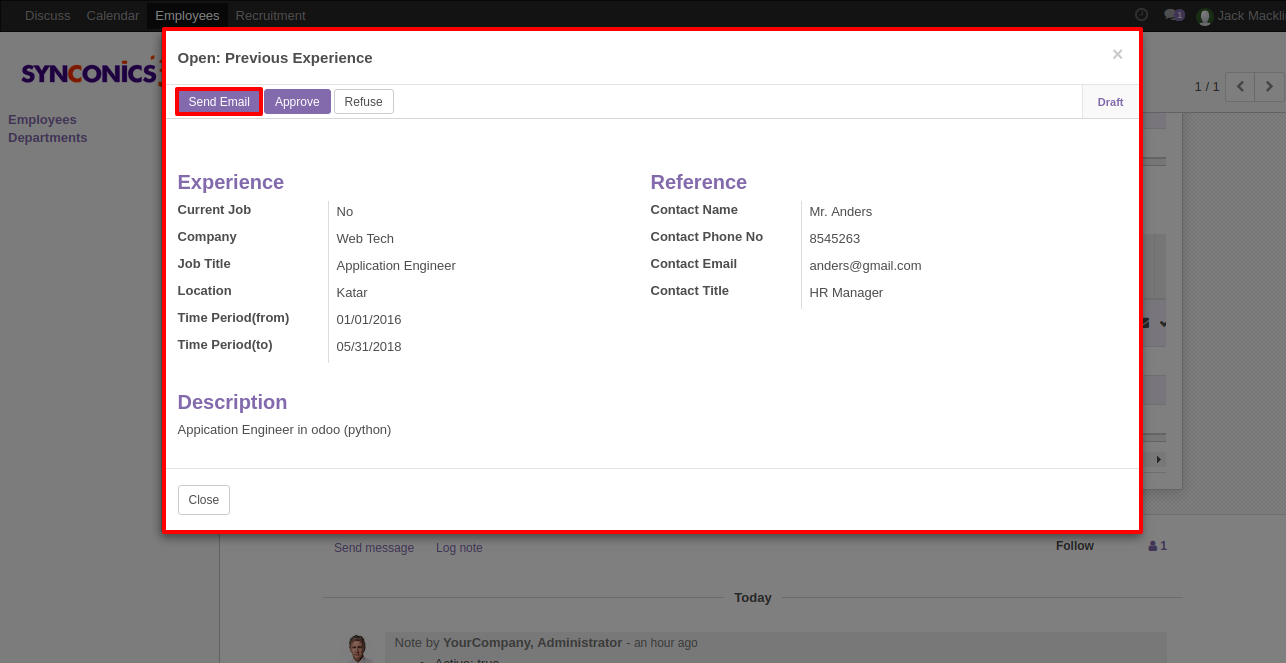 Discuss Calendar Employees Recruitment 1 Jack Mackli
SYNCONICS
1 / 1
Employees
Departments
Open: Previous Experience ×
Send Email Approve Refuse Draft
Experience
Current Job No
Company Web Tech
Job Title Application Engineer
Location Katar
Time Period(from) 01/01/2016
Time Period(to) 05/31/2018
Reference
Contact Name Mr. Anders
Contact Phone No 8545263
Contact Email anders@gmail.com
Contact Title HR Manager
Description
Appication Engineer in odoo (python)
Close
Send message Log note Follow 1
Today
Note by YourCompany, Administrator - an hour ago
• Active: true